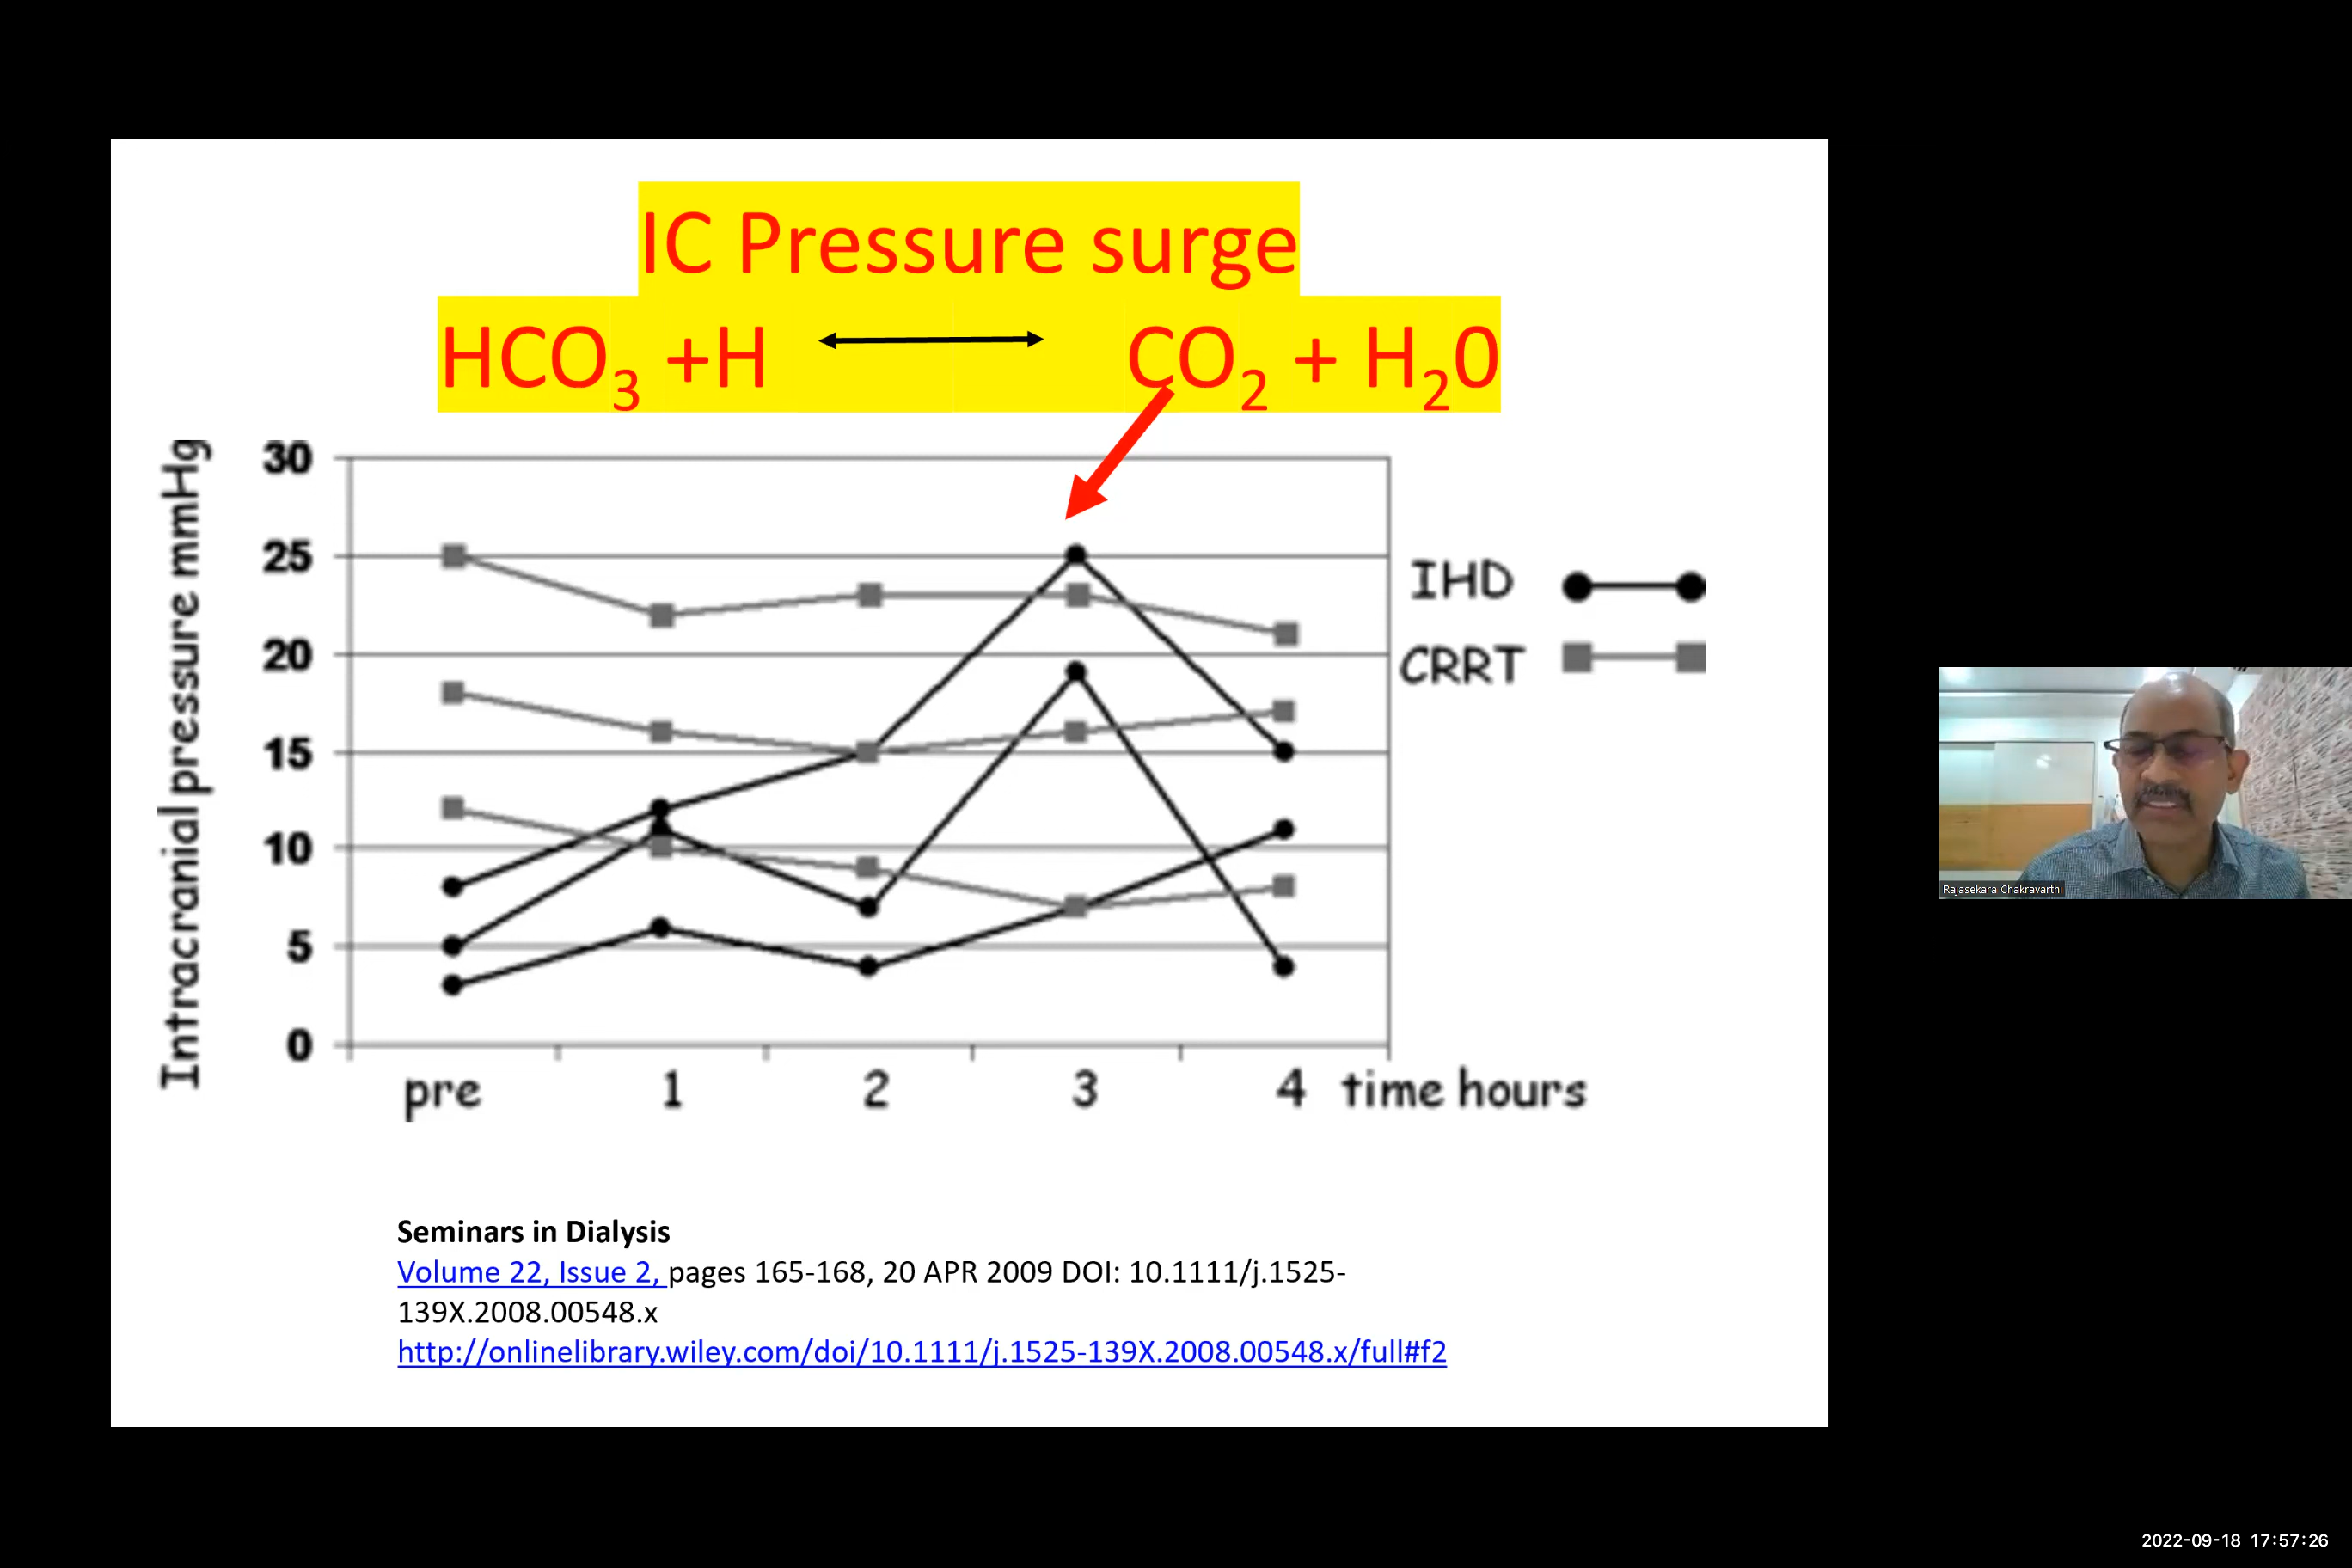 IC Pressure surge
HCO3 +H CO2 + H20
Intracranial pressure mmHg
30
25
20
15
10
5
0
pre 1 2 3 4 time hours
IHD
CRRT
Seminars in Dialysis
Volume 22, Issue 2, pages 165-168, 20 APR 2009 DOI: 10.1111/j.1525-
139X.2008.00548.x
http://onlinelibrary.wiley.com/doi/10.1111/j.1525-139X.2008.00548.x/full#f2
Rajasekara Chakravarthi
2022-09-18 17:57:26